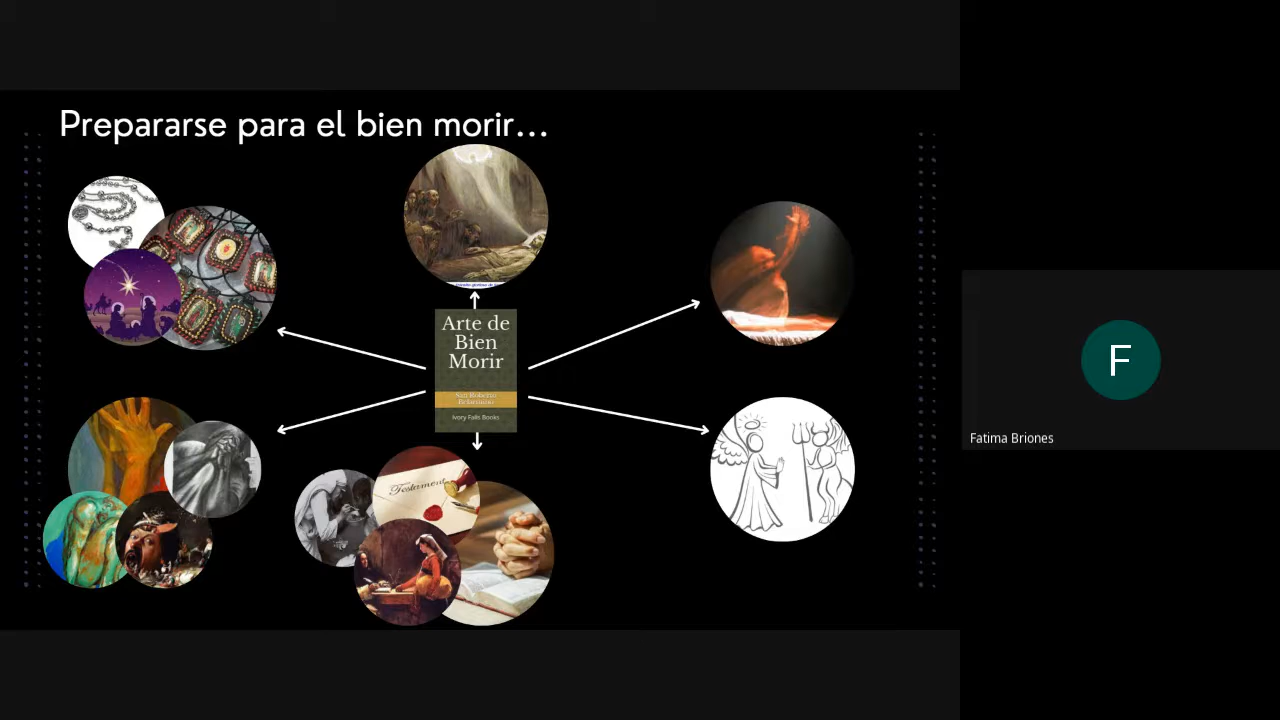 Prepararse para el bien morir...
Arte de
Bien
Morir
San Roberto
Belarmino
Ivory Falls Books
Testament
F
Fatima Briones